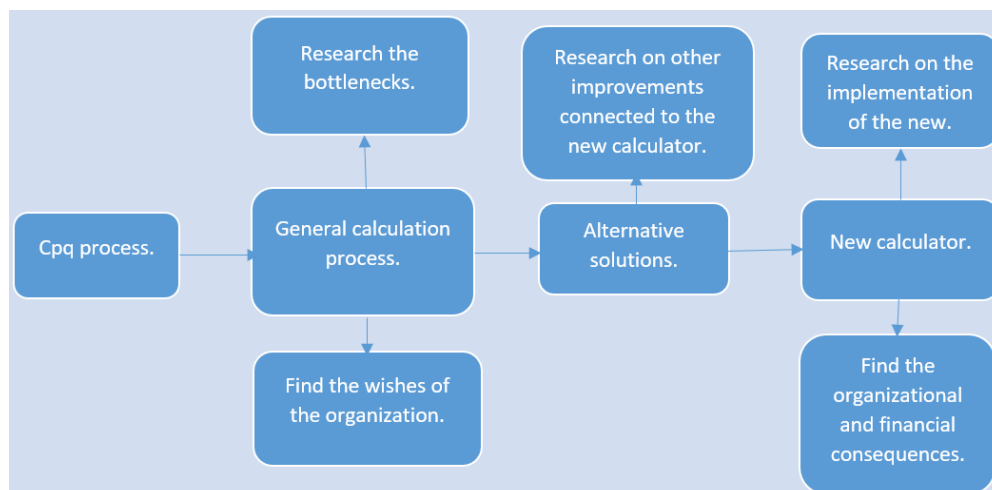 Research the
bottlenecks.
Research on other
improvements
connected to the
new calculator.
Research on the
implementation
of the new.
Cpq process.
General calculation
process.
Alternative
solutions.
New calculator.
Find the wishes of
the organization.
Find the
organizational
and financial
consequences.